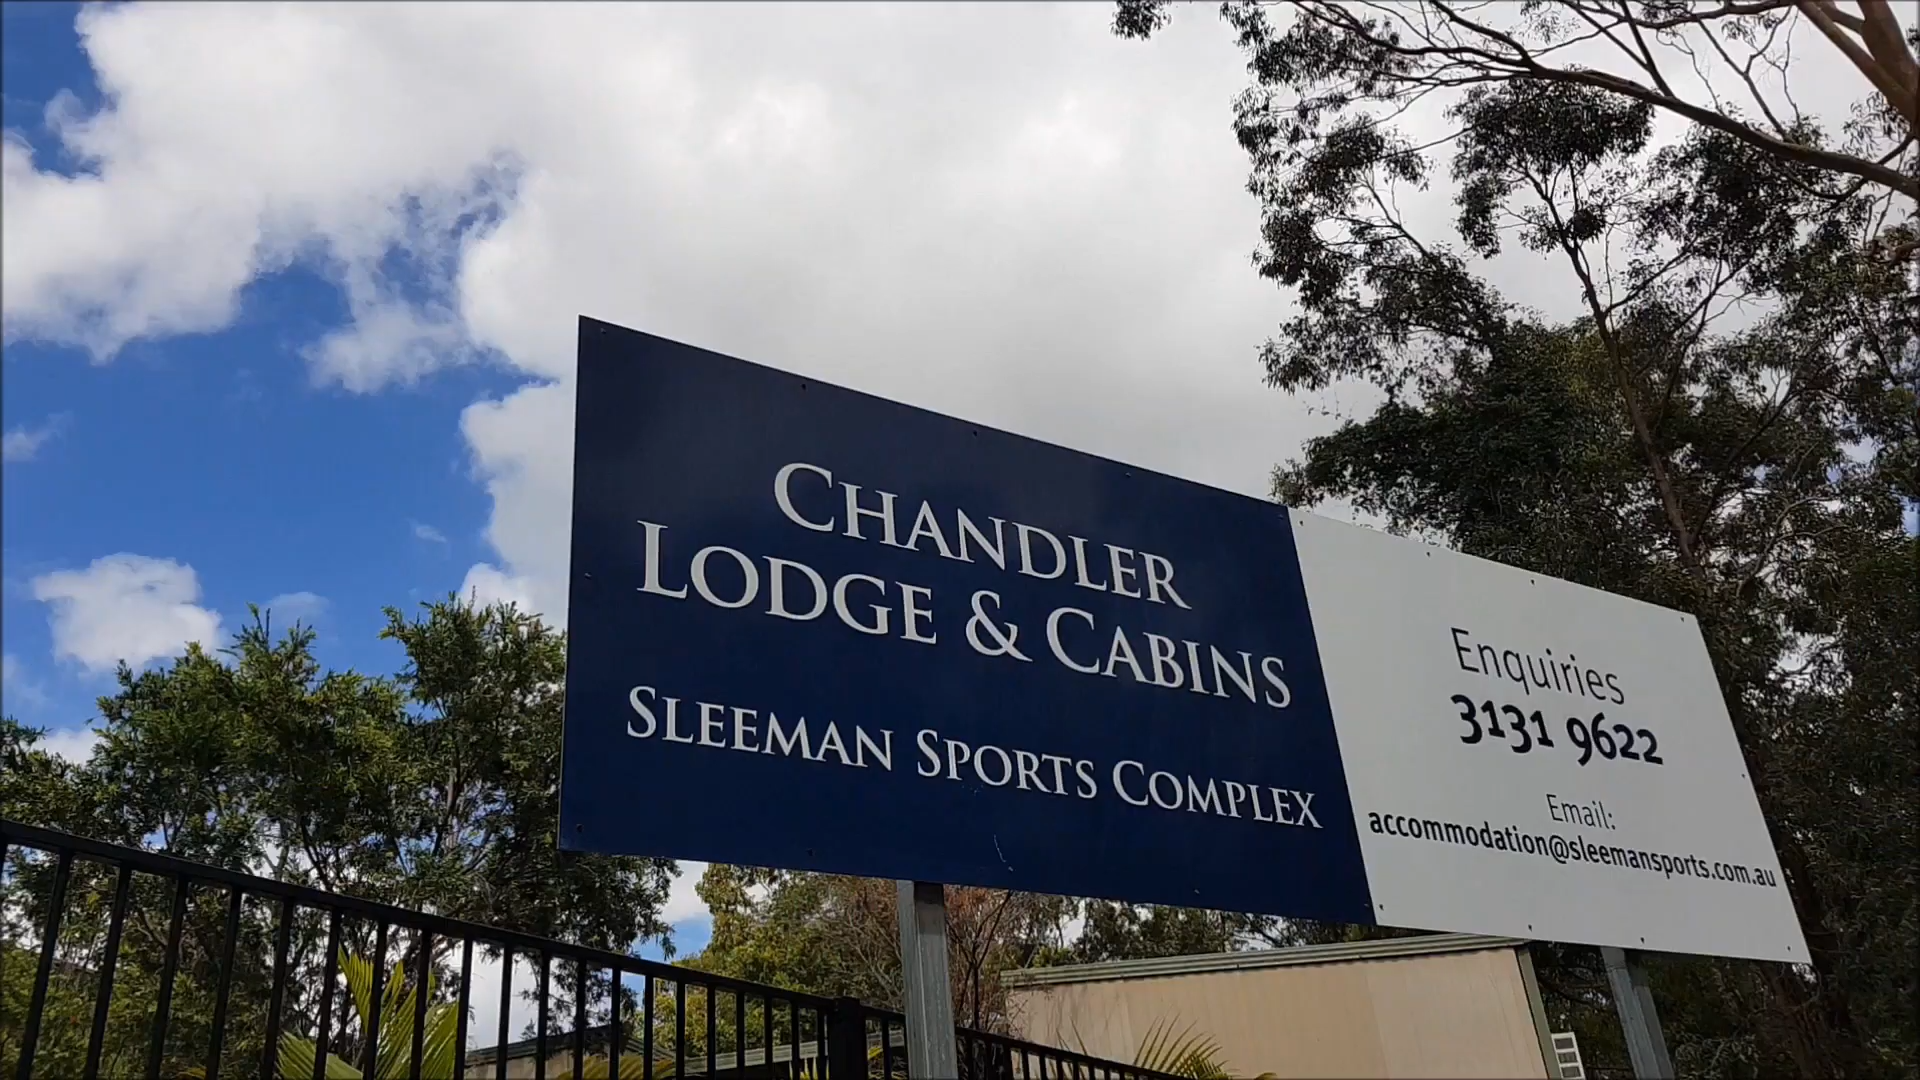 CHANDLER
LODGE & CABINS
SLEEMAN SPORTS COMPLEX
Enquiries
3131 9622
Email:
accommodation@sleemansports.com.au